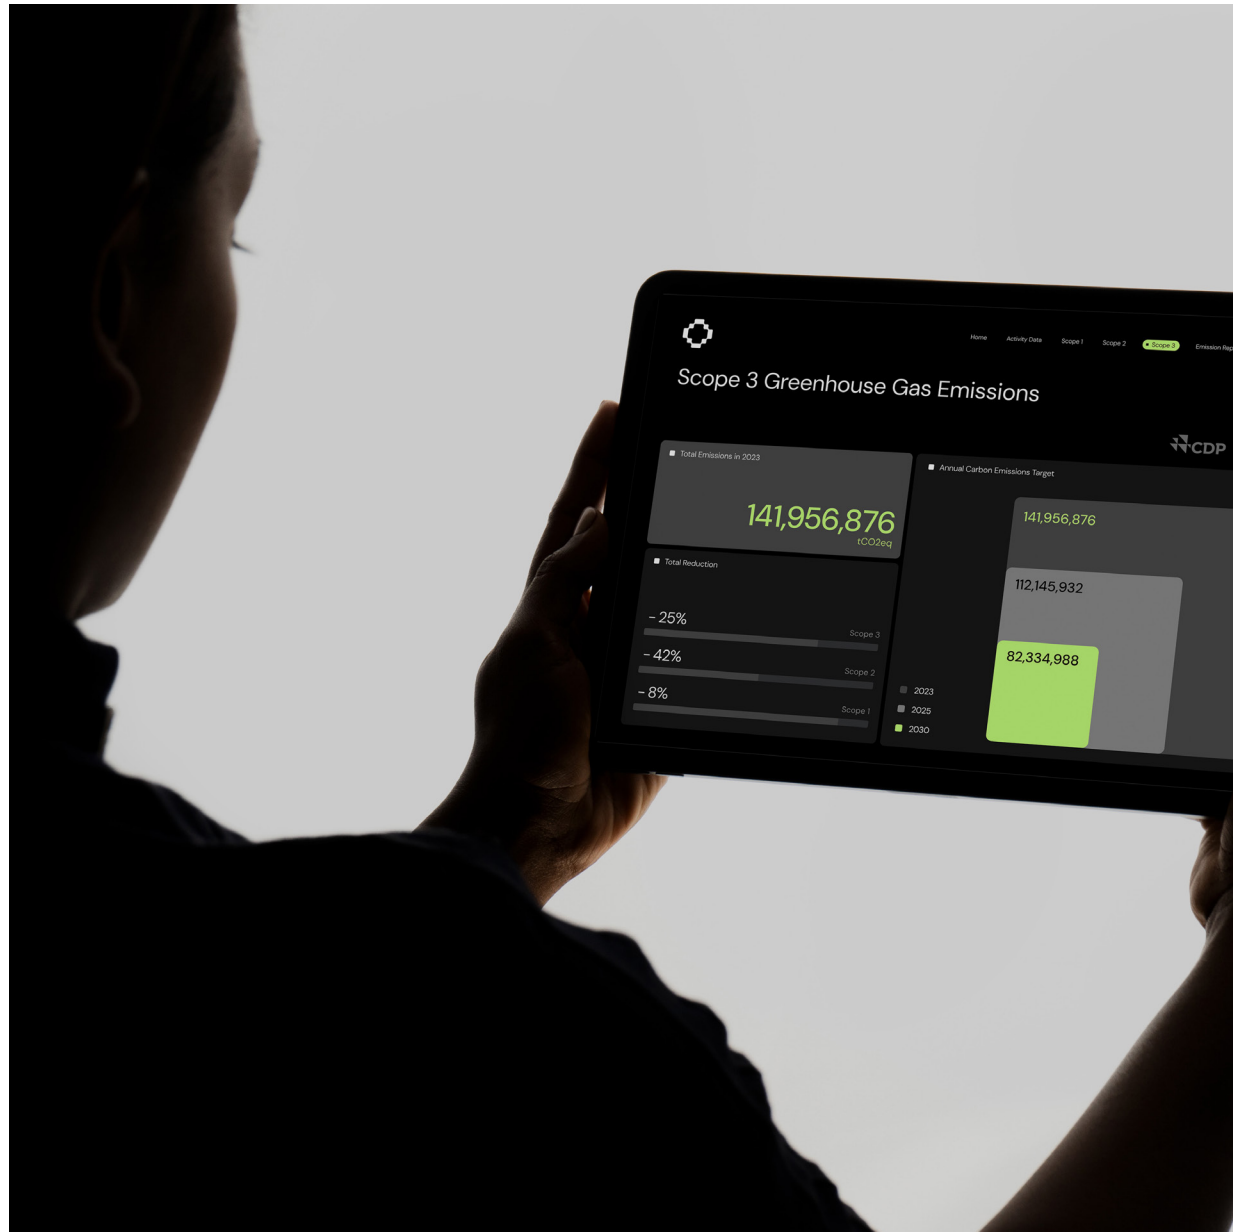 Home Activity Data Scope 1 Scope 2 Scope 3 Emission
Scope 3 Greenhouse Gas Emissions
CDP
Total Emissions in 2023
141,956,876
tCO2eq
Total Reduction
- 25%
Scope 3
- 42%
Scope 2
- 8%
Scope 1
Annual Carbon Emissions Target
141,956,876
112,145,932
82,334,988
2023
2025
2030